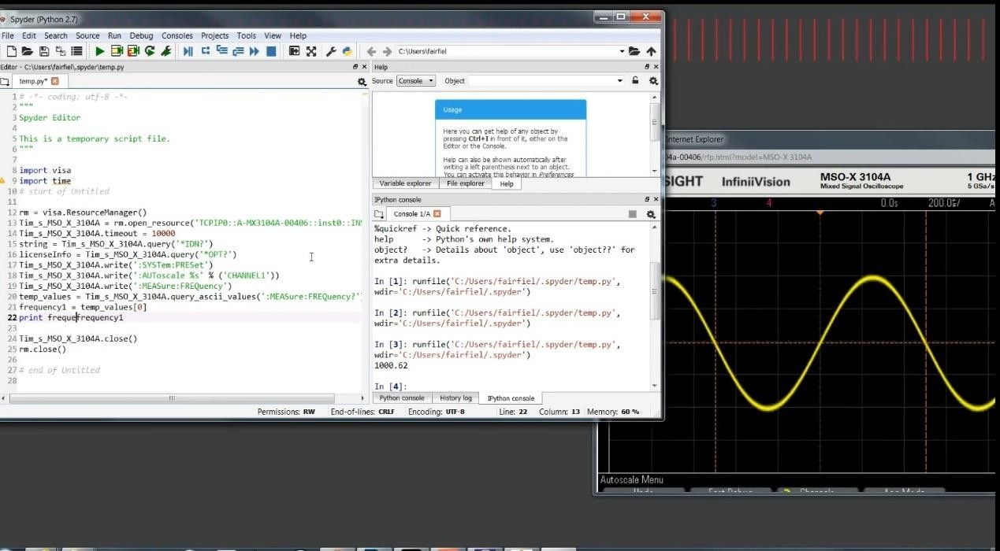 Spyder (Python 2.7)
File Edit Search Source Run Debug Consoles Projects Tools View Help
C:\Users\fairfiel
Editor - C:\Users\fairfiel\.spyder\temp.py
temp.py*
1 # -*- coding: utf-8 -*-
2 """
3 Spyder Editor
4
5 This is a temporary script file.
6 """
7
8 import visa
9 import time
10 # start of Untitled
11
12 rm = visa.ResourceManager()
13 Tim_s_MSO_X_3104A = rm.open_resource('TCPIP0::A-MX3104A-00406::inst0::INS
14 Tim_s_MSO_X_3104A.timeout = 10000
15 string = Tim_s_MSO_X_3104A.query('*IDN?')
16 licenseInfo = Tim_s_MSO_X_3104A.query('*OPT?')
17 Tim_s_MSO_X_3104A.write(':SYSTem:PRESet')
18 Tim_s_MSO_X_3104A.write(':AUToscale %s' % ('CHANNEL1'))
19 Tim_s_MSO_X_3104A.write(':MEASure:FREQuency')
20 temp_values = Tim_s_MSO_X_3104A.query_ascii_values(':MEASure:FREQuency?'
21 frequency1 = temp_values[0]
22 print frequefrequency1
23
24 Tim_s_MSO_X_3104A.close()
25 rm.close()
26
27 # end of Untitled
28
Help
Source Console Object
Usage
Here you can get help of any object by
pressing Ctrl+I in front of it, either on the
Editor or the Console.
Help can also be shown automatically after
writing a left parenthesis next to an object.
You can activate this behavior in Preferences
Variable explorer File explorer Help
IPython console
Console 1/A
%quickref -> Quick reference.
help -> Python's own help system.
object? -> Details about 'object', use 'object??' for
extra details.
In [1]: runfile('C:/Users/fairfiel/.spyder/temp.py',
wdir='C:/Users/fairfiel/.spyder')
In [2]: runfile('C:/Users/fairfiel/.spyder/temp.py',
wdir='C:/Users/fairfiel/.spyder')
In [3]: runfile('C:/Users/fairfiel/.spyder/temp.py',
wdir='C:/Users/fairfiel/.spyder')
1000.62
In [4]:
Python console History log IPython console
Permissions: RW End-of-lines: CRLF Encoding: UTF-8 Line: 22 Column: 13 Memory: 60 %
Internet Explorer
4a-00406/rfp.html?model=MSO-X 3104A
SIGHT InfiniiVision MSO-X 3104A 1 GHz
Mixed Signal Oscilloscope 5 GSa/s
3 4 0.0s 200.0s/ A
Autoscale Menu